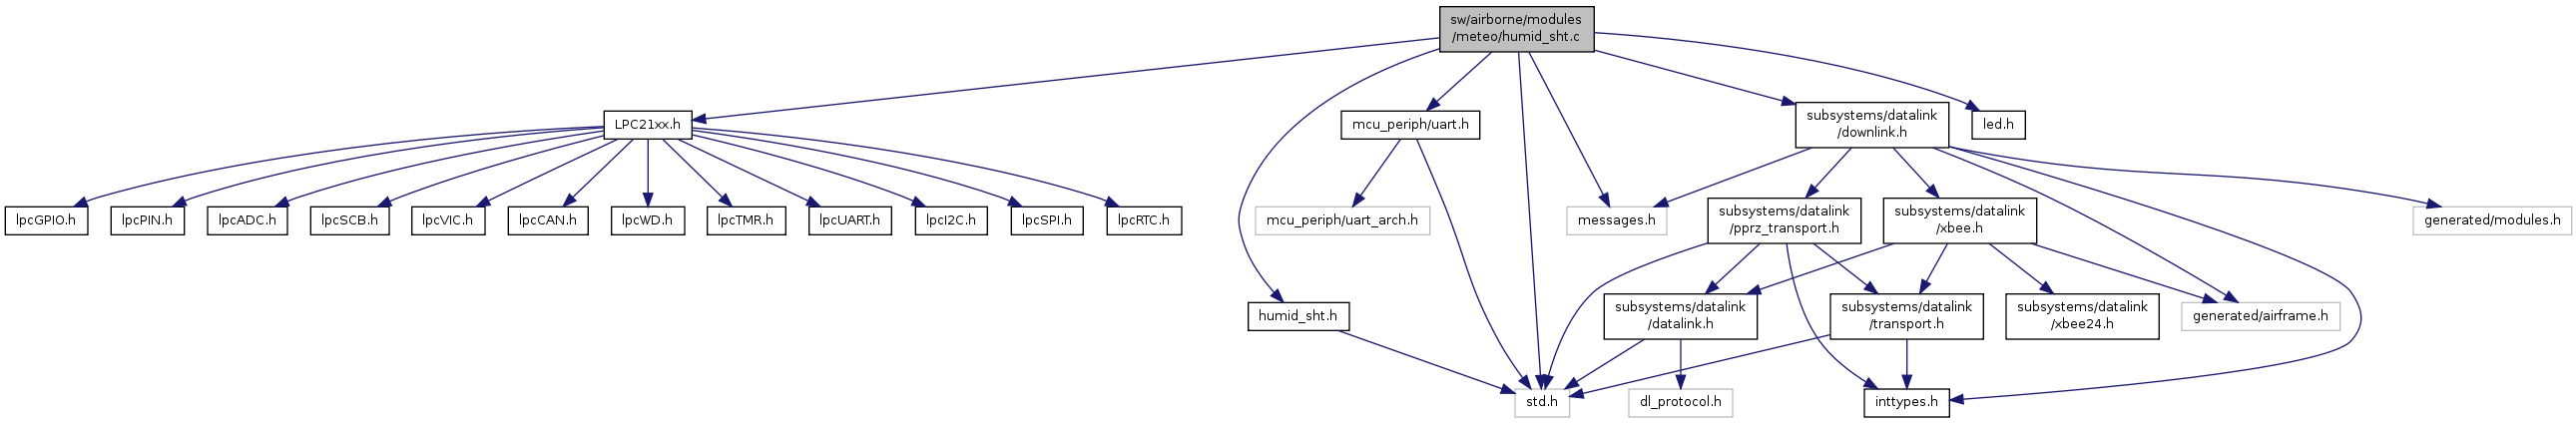 sw/airborne/modules
/meteo/humid_sht.c
LPC21xx.h
mcu_periph/uart.h
subsystems/datalink
/downlink.h
led.h
lpcGPIO.h
lpcPIN.h
lpcADC.h
lpcSCB.h
lpcVIC.h
lpcCAN.h
lpcWD.h
lpcTMR.h
lpcUART.h
lpcI2C.h
lpcSPI.h
lpcRTC.h
mcu_periph/uart_arch.h
messages.h
subsystems/datalink
/pprz_transport.h
subsystems/datalink
/xbee.h
generated/modules.h
humid_sht.h
subsystems/datalink
/datalink.h
subsystems/datalink
/transport.h
subsystems/datalink
/xbee24.h
generated/airframe.h
std.h
dl_protocol.h
inttypes.h